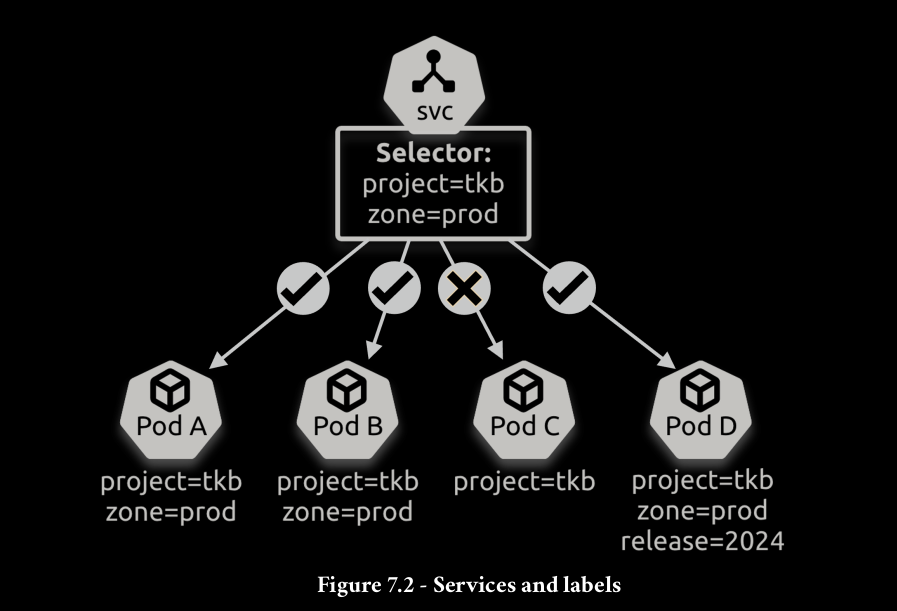 SVC
Selector:
project=tkb
zone=prod
Pod A
Pod B
Pod C
Pod D
project=tkb
zone=prod
project=tkb
zone=prod
project=tkb
project=tkb
zone=prod
release=2024
Figure 7.2 - Services and labels